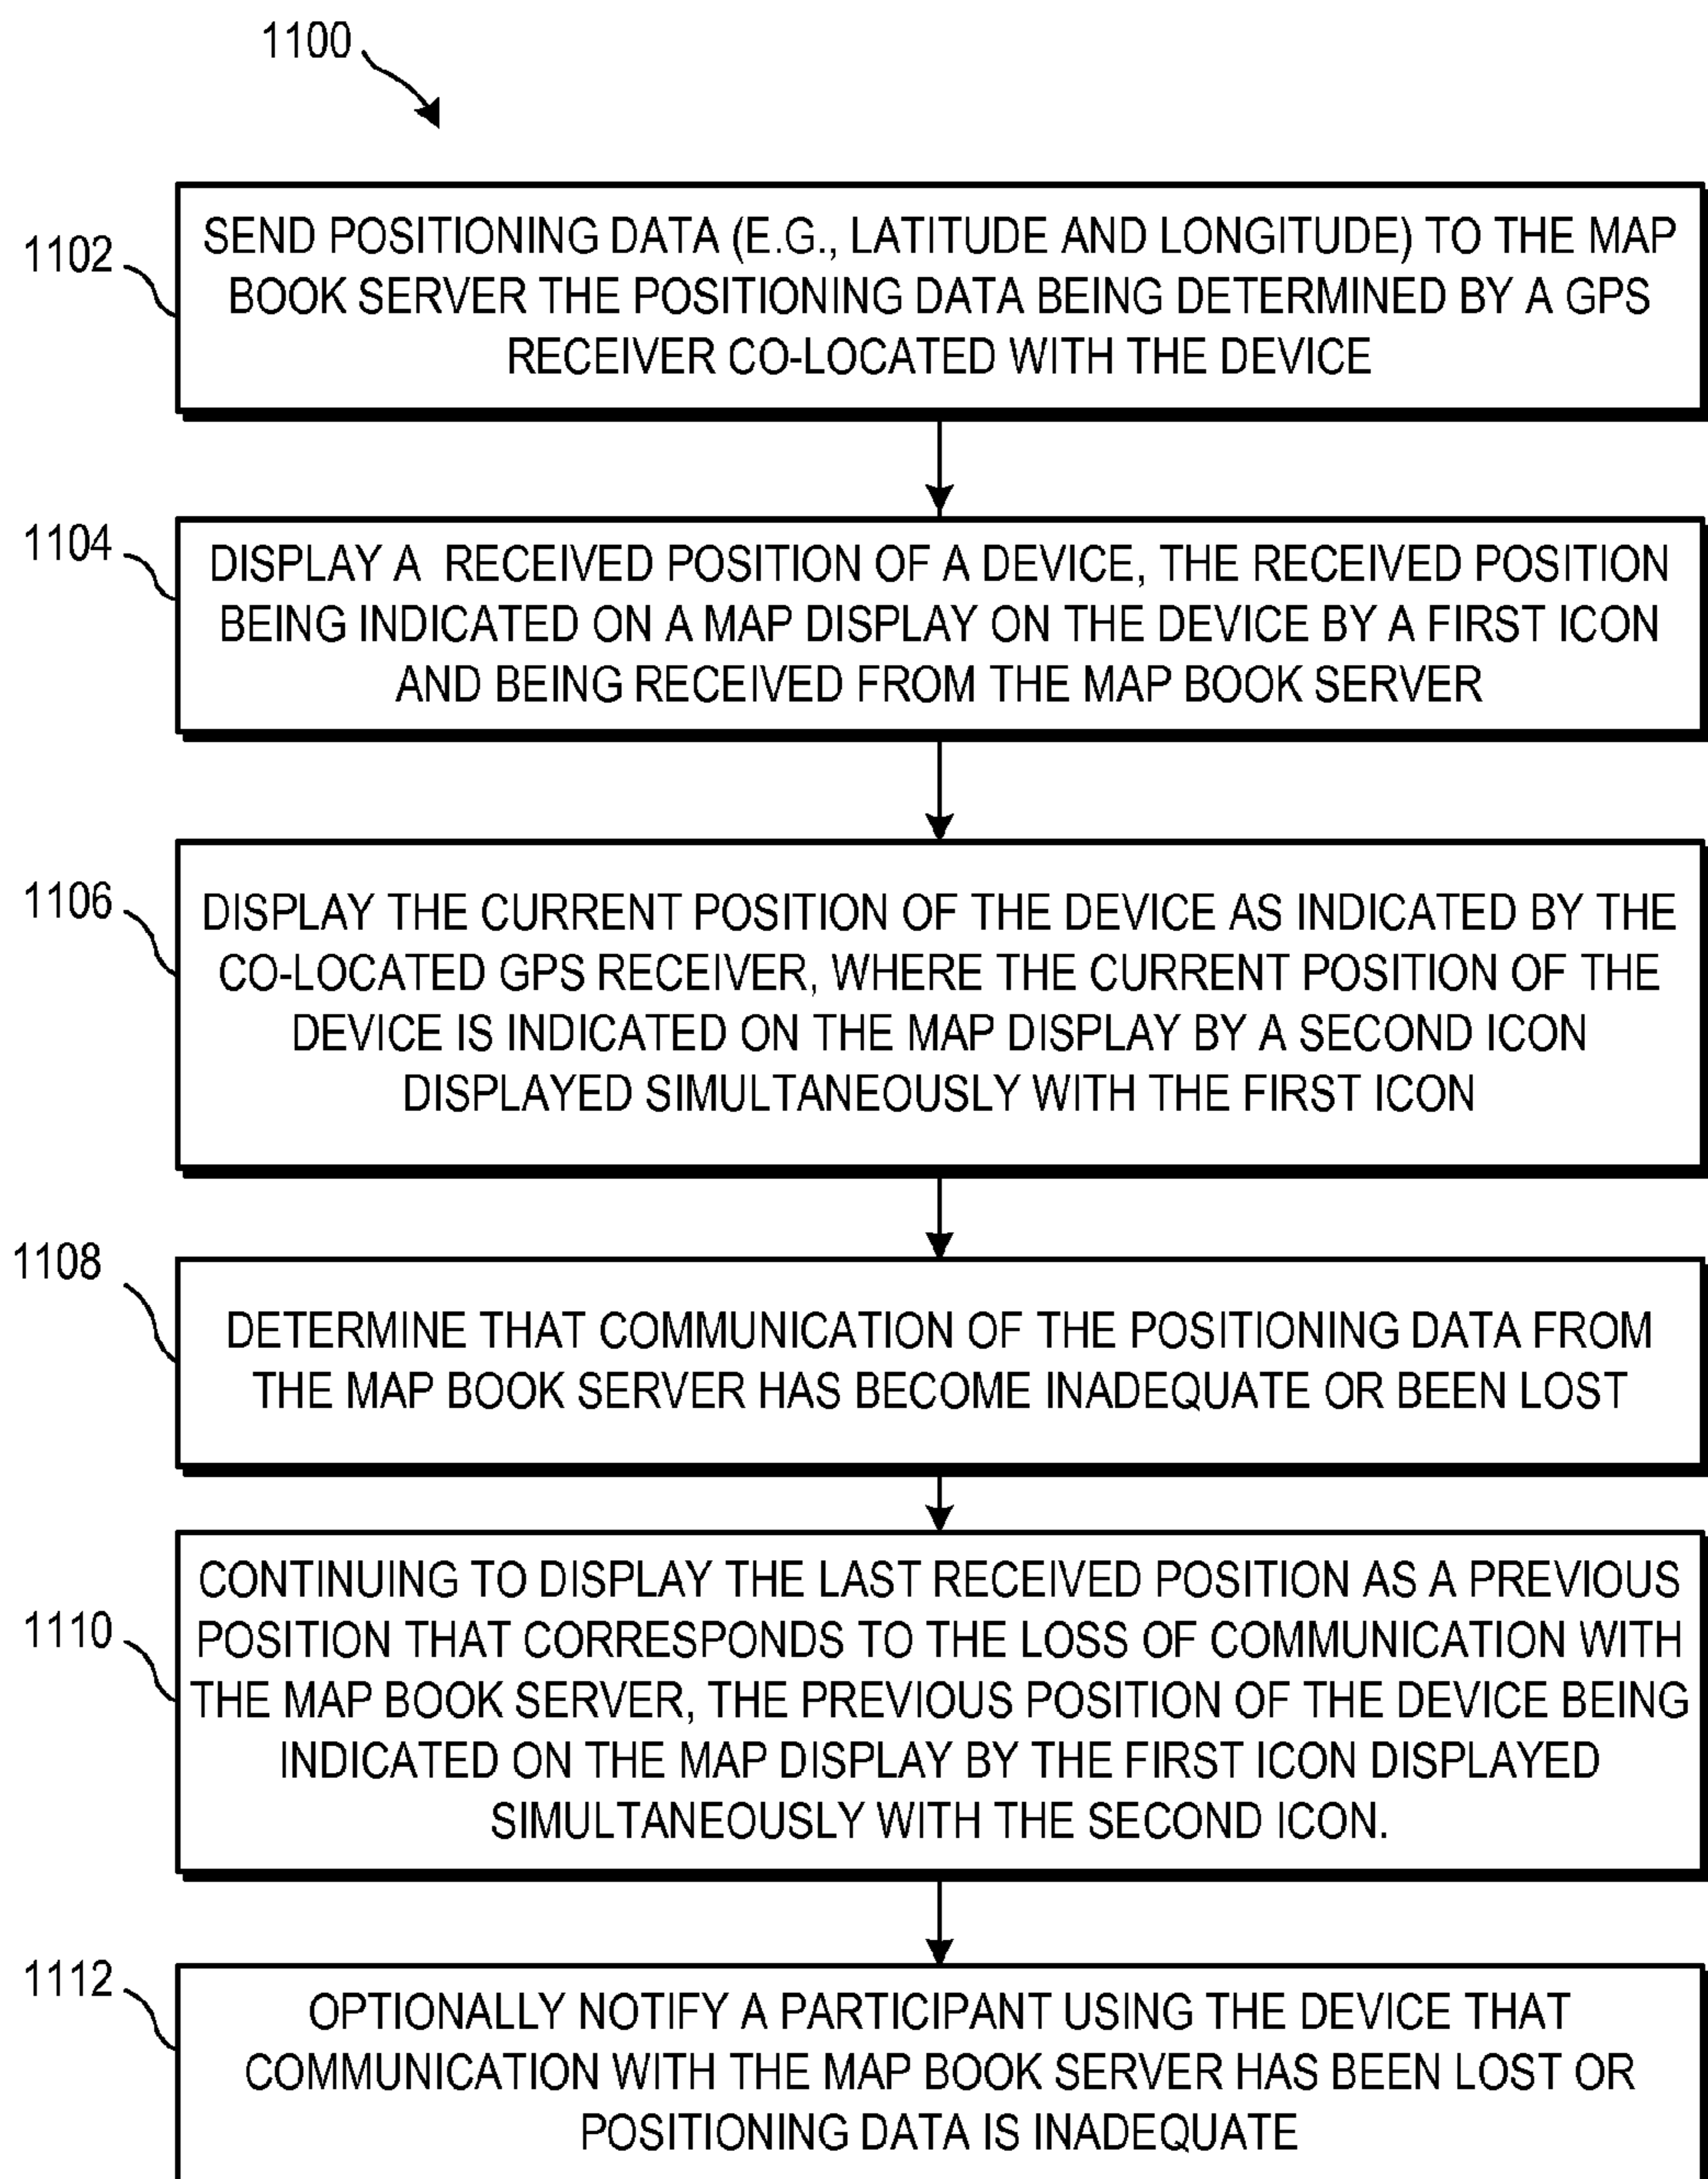 1100
1102
SEND POSITIONING DATA (E.G., LATITUDE AND LONGITUDE) TO THE MAP
BOOK SERVER THE POSITIONING DATA BEING DETERMINED BY A GPS
RECEIVER CO-LOCATED WITH THE DEVICE
1104
DISPLAY A RECEIVED POSITION OF A DEVICE, THE RECEIVED POSITION
BEING INDICATED ON A MAP DISPLAY ON THE DEVICE BY A FIRST ICON
AND BEING RECEIVED FROM THE MAP BOOK SERVER
1106
DISPLAY THE CURRENT POSITION OF THE DEVICE AS INDICATED BY THE
CO-LOCATED GPS RECEIVER, WHERE THE CURRENT POSITION OF THE
DEVICE IS INDICATED ON THE MAP DISPLAY BY A SECOND ICON
DISPLAYED SIMULTANEOUSLY WITH THE FIRST ICON
1108
DETERMINE THAT COMMUNICATION OF THE POSITIONING DATA FROM
THE MAP BOOK SERVER HAS BECOME INADEQUATE OR BEEN LOST
1110
CONTINUING TO DISPLAY THE LAST RECEIVED POSITION AS A PREVIOUS
POSITION THAT CORRESPONDS TO THE LOSS OF COMMUNICATION WITH
THE MAP BOOK SERVER, THE PREVIOUS POSITION OF THE DEVICE BEING
INDICATED ON THE MAP DISPLAY BY THE FIRST ICON DISPLAYED
SIMULTANEOUSLY WITH THE SECOND ICON.
1112
OPTIONALLY NOTIFY A PARTICIPANT USING THE DEVICE THAT
COMMUNICATION WITH THE MAP BOOK SERVER HAS BEEN LOST OR
POSITIONING DATA IS INADEQUATE